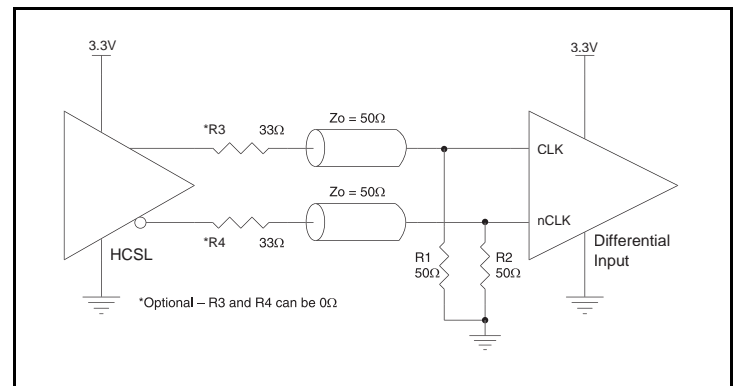 3.3V
3.3V
*R3 33Ω
Zo = 50Ω
CLK
Zo = 50Ω
nCLK
*R4 33Ω
HCSL
R1
50Ω
R2
50Ω
Differential
Input
*Optional – R3 and R4 can be 0Ω